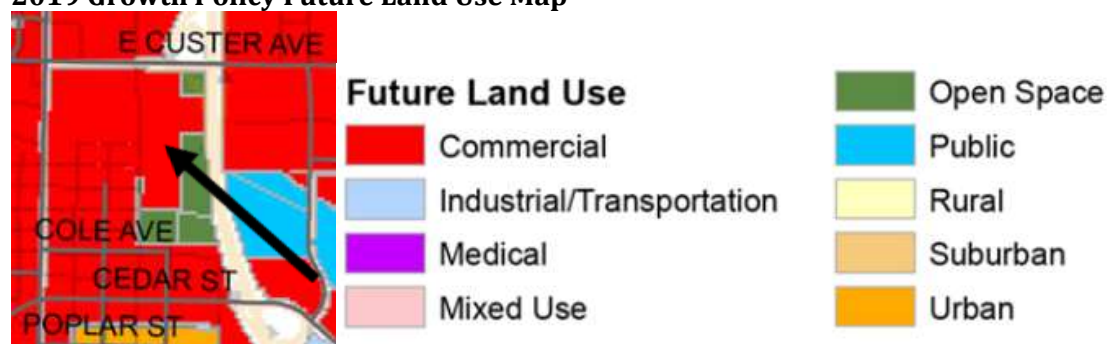 2019 Growth Policy Future Land Use Map
E CUSTER AVE
COLE AVE
CEDAR ST
POPLAR ST
Future Land Use
Commercial
Industrial/Transportation
Medical
Mixed Use
Open Space
Public
Rural
Suburban
Urban